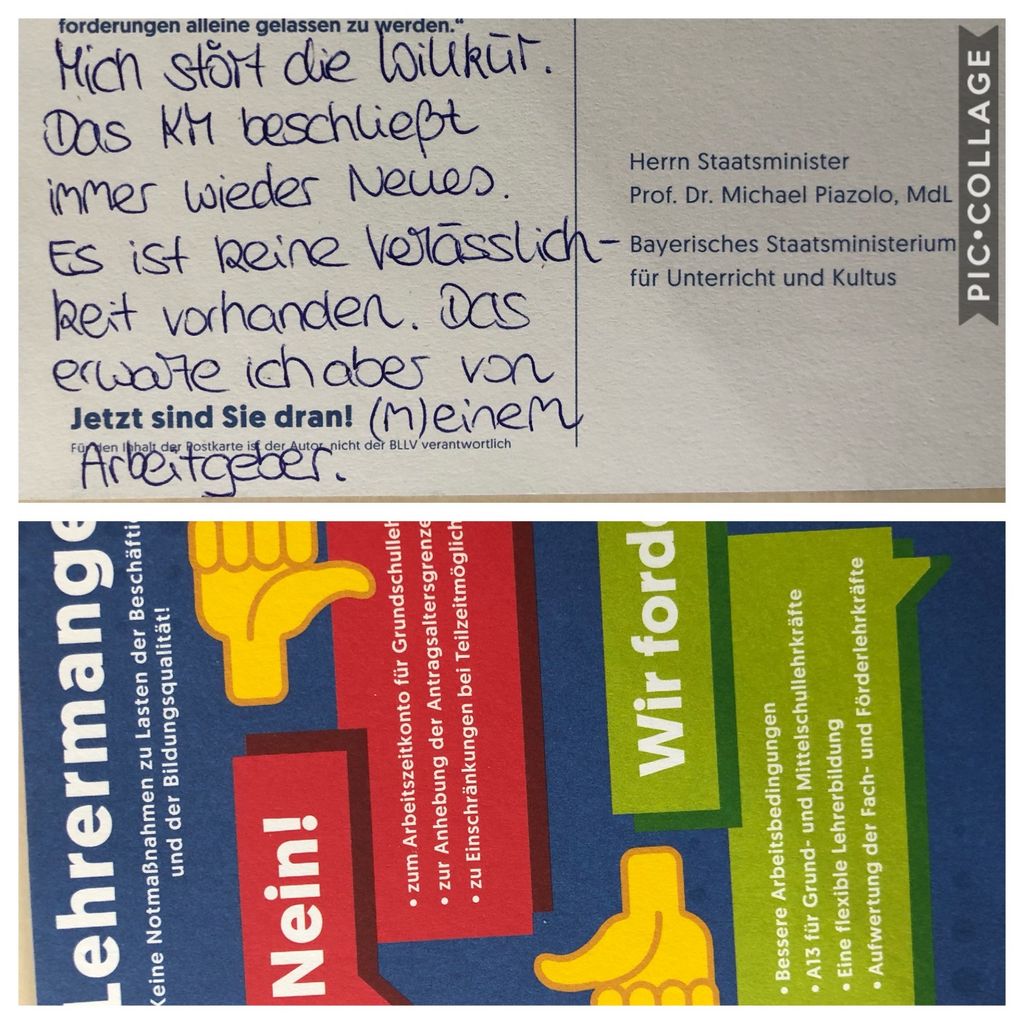 forderungen alleine gelassen zu werden."
Mich stört die Willkür.
Das KM beschließt
immer wieder Neues.
Es ist keine Verässlich-
keit vorhanden. Das
erwarte ich aber von
(m)einem
Arbeitgeber.
Jetzt sind Sie dran!
Für den Inhalt der Postkarte ist der Autor, nicht der BLLV verantwortlich
Herrn Staatsminister
Prof. Dr. Michael Piazolo, MdL
Bayerisches Staatsministerium
für Unterricht und Kultus
PIC•COLLAGE
Lehrermange
Keine Notmaßnahmen zu Lasten der Beschäftig
und der Bildungsqualität!
Nein!
• zum Arbeitszeitkonto für Grundschulleh
• zur Anhebung der Antragsaltersgrenze
• zu Einschränkungen bei Teilzeitmöglich
Wir forde
• Bessere Arbeitsbedingungen
• A13 für Grund- und Mittelschullehrkräfte
• Eine flexible Lehrerbildung
• Aufwertung der Fach- und Förderlehrkräfte